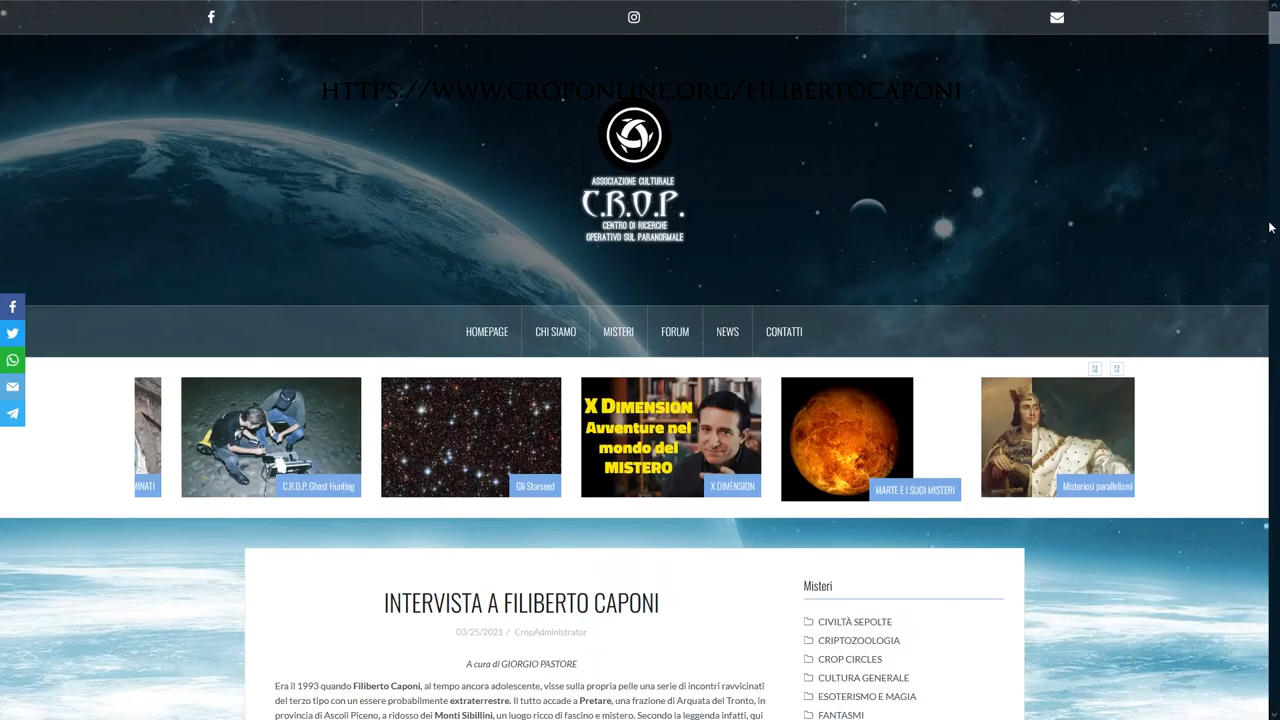 HTTPS://WWW.CROPONLINE.ORG/FILIBERTOCAPONI
ASSOCIAZIONE CULTURALE
C.R.O.P.
CENTRO DI RICERCHE
OPERATIVO SUL PARANORMALE
HOMEPAGE CHI SIAMO MISTERI FORUM NEWS CONTATTI
X DIMENSION
Avventure nel
mondo del
MISTERO
MINATI C.R.O.P. Ghost Hunting Gli Starseed X DIMENSION MARTE E I SUOI MISTERI Misteriosi parallelismi
INTERVISTA A FILIBERTO CAPONI
03/25/2021 / CropAdministrator
A cura di GIORGIO PASTORE
Era il 1993 quando Filiberto Caponi, al tempo ancora adolescente, visse sulla propria pelle una serie di incontri ravvicinati
del terzo tipo con un essere probabilmente extraterrestre. Il tutto accade a Pretare, una frazione di Arquata del Tronto, in
provincia di Ascoli Piceno, a ridosso dei Monti Sibillini, un luogo ricco di fascino e mistero. Secondo la leggenda infatti, qui
Misteri
CIVILTÀ SEPOLTE
CRIPTOZOOLOGIA
CROP CIRCLES
CULTURA GENERALE
ESOTERISMO E MAGIA
FANTASMI